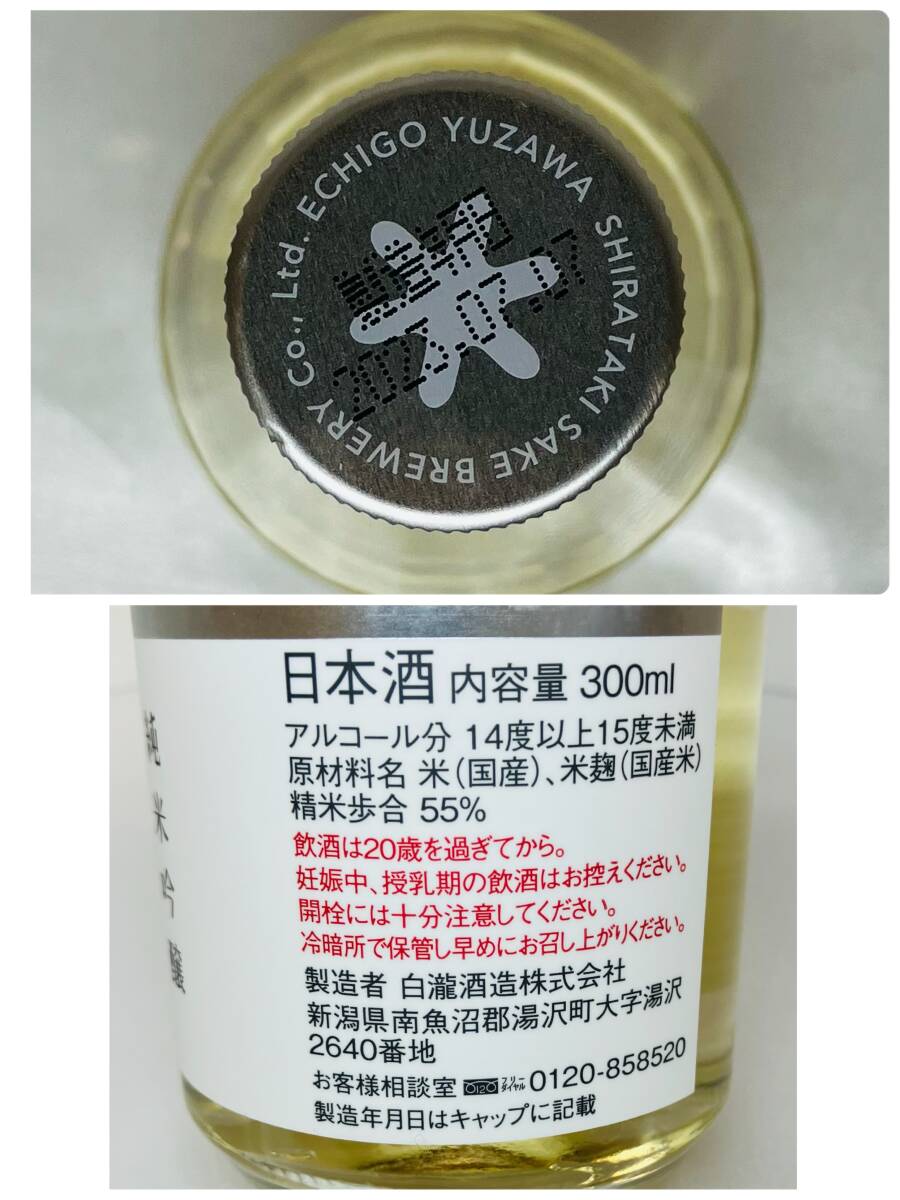 ECHIGO YUZAWA SHIRATAKI SAKE BREWERY Co., Ltd.
製造年月
日本酒 内容量 300ml
アルコール分 14度以上15度未満
原材料名 米(国産)、米麹(国産米)
精米歩合 55%
飲酒は20歳を過ぎてから。
妊娠中、授乳期の飲酒はお控えください。
開栓には十分注意してください。
冷暗所で保管し早めにお召し上がりください。
製造者 白瀧酒造株式会社
新潟県南魚沼郡湯沢町大字湯沢
2640番地
お客様相談室 0120 フリーダイヤル 0120-858520
製造年月日はキャップに記載
純米吟醸